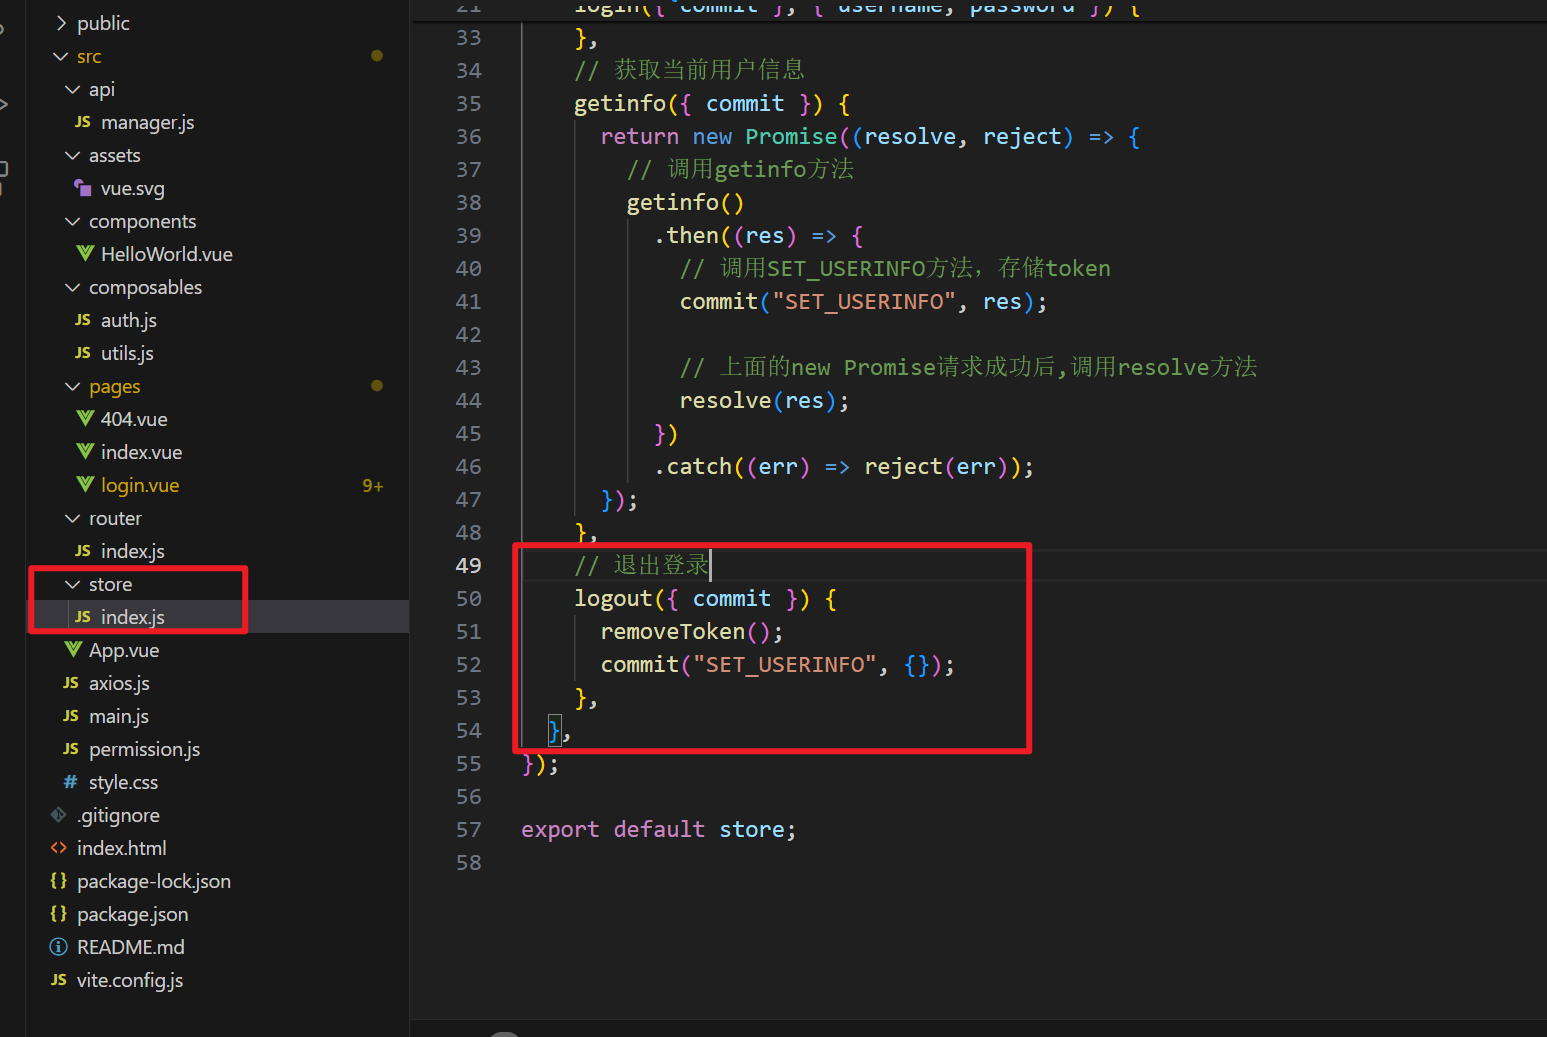 public
src
api
JS manager.js
assets
vue.svg
components
HelloWorld.vue
composables
JS auth.js
JS utils.js
pages
404.vue
index.vue
login.vue 9+
router
JS index.js
store
JS index.js
App.vue
JS axios.js
JS main.js
JS permission.js
# style.css
.gitignore
<> index.html
{} package-lock.json
{} package.json
README.md
JS vite.config.js
21 login({ commit }, { username, password }) {
33 },
34 // 获取当前用户信息
35 getinfo({ commit }) {
36 return new Promise((resolve, reject) => {
37 // 调用getinfo方法
38 getinfo()
39 .then((res) => {
40 // 调用SET_USERINFO方法，存储token
41 commit("SET_USERINFO", res);
42
43 // 上面的new Promise请求成功后,调用resolve方法
44 resolve(res);
45 })
46 .catch((err) => reject(err));
47 });
48 },
49 // 退出登录
50 logout({ commit }) {
51 removeToken();
52 commit("SET_USERINFO", {});
53 },
54 },
55 });
56
57 export default store;
58